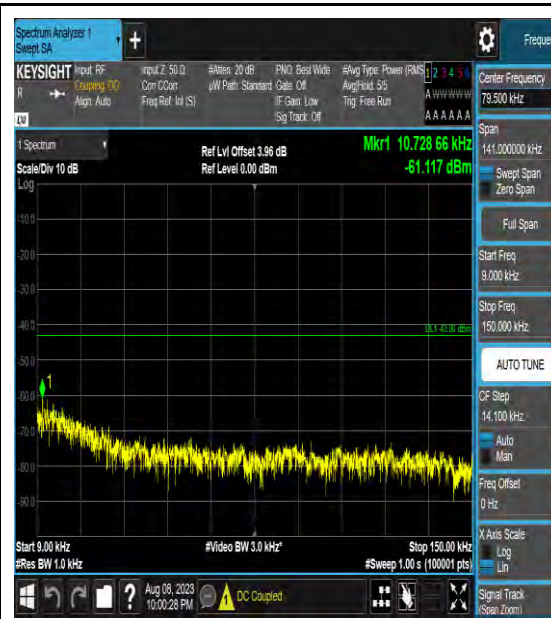 Spectrum Analyzer 1
Swept SA
+
Freque
KEYSIGHT
R
LXI
Input: RF
Coupling: DC
Align: Auto
Input Z: 50 Ω
Corr CCorr
Freq Ref: Int (S)
#Atten: 20 dB
µW Path: Standard
PNO: Best Wide
Gate: Off
IF Gain: Low
Sig Track: Off
#Avg Type: Power (RMS
Avg|Hold: 5/5
Trig: Free Run
1 2 3 4 5 6
A W W W W W
A A A A A A
1 Spectrum
Scale/Div 10 dB
Log
Ref Lvl Offset 3.96 dB
Ref Level 0.00 dBm
Mkr1 10.728 66 kHz
-61.117 dBm
-10.0
-20.0
-30.0
-40.0
DL1 -43.00 dBm
-50.0
1
-60.0
-70.0
-80.0
-90.0
Start 9.00 kHz
#Res BW 1.0 kHz
#Video BW 3.0 kHz*
Stop 150.00 kHz
#Sweep 1.00 s (100001 pts)
?
Aug 08, 2023
10:00:28 PM
DC Coupled
Center Frequency
79.500 kHz
Span
141.000000 kHz
Swept Span
Zero Span
Full Span
Start Freq
9.000 kHz
Stop Freq
150.000 kHz
AUTO TUNE
CF Step
14.100 kHz
Auto
Man
Freq Offset
0 Hz
X Axis Scale
Log
Lin
Signal Track
(Span Zoom)